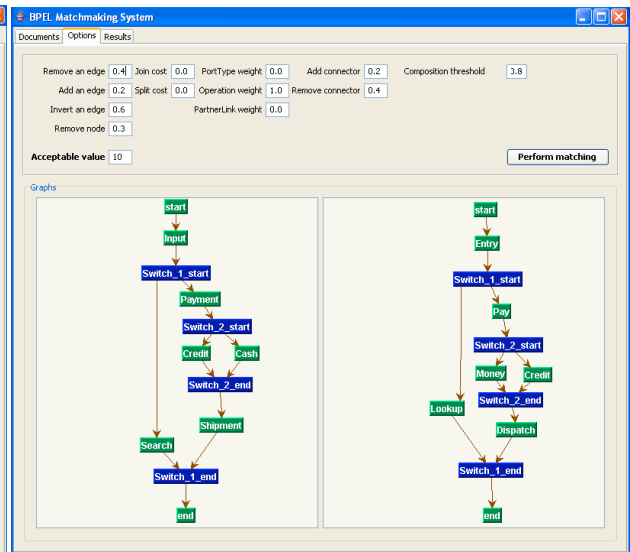 BPEL Matchmaking System
Documents Options Results
Remove an edge 0.4 Join cost 0.0 PortType weight 0.0 Add connector 0.2 Composition threshold 0.8
Add an edge 0.2 Split cost 0.0 Operation weight 1.0 Remove connector 0.4
Invert an edge 0.6 PartnerLink weight 0.0
Remove node 0.3
Acceptable value 10 Perform matching
Graphs
start
Input
Switch_1_start
Payment
Switch_2_start
Credit Cash
Switch_2_end
Shipment
Search
Switch_1_end
end
start
Entry
Switch_1_start
Pay
Switch_2_start
Money Credit
Switch_2_end
Lookup
Dispatch
Switch_1_end
end